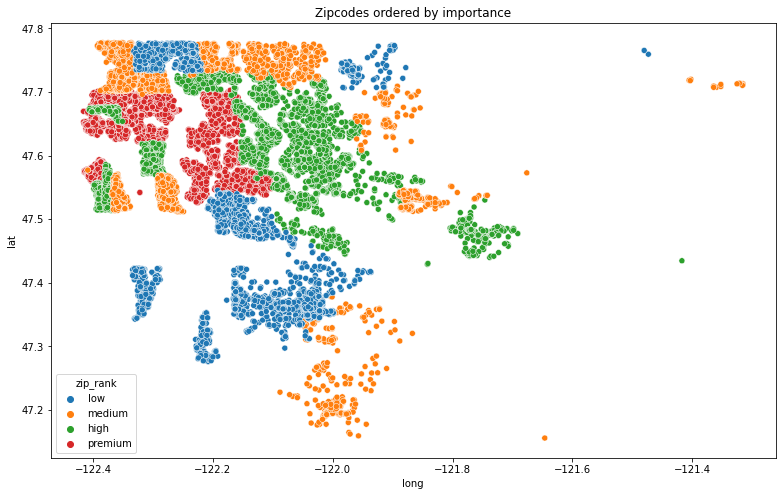 Zipcodes ordered by importance
lat
47.8
47.7
47.6
47.5
47.4
47.3
47.2
zip_rank
low
medium
high
premium
−122.4
−122.2
−122.0
−121.8
−121.6
−121.4
long